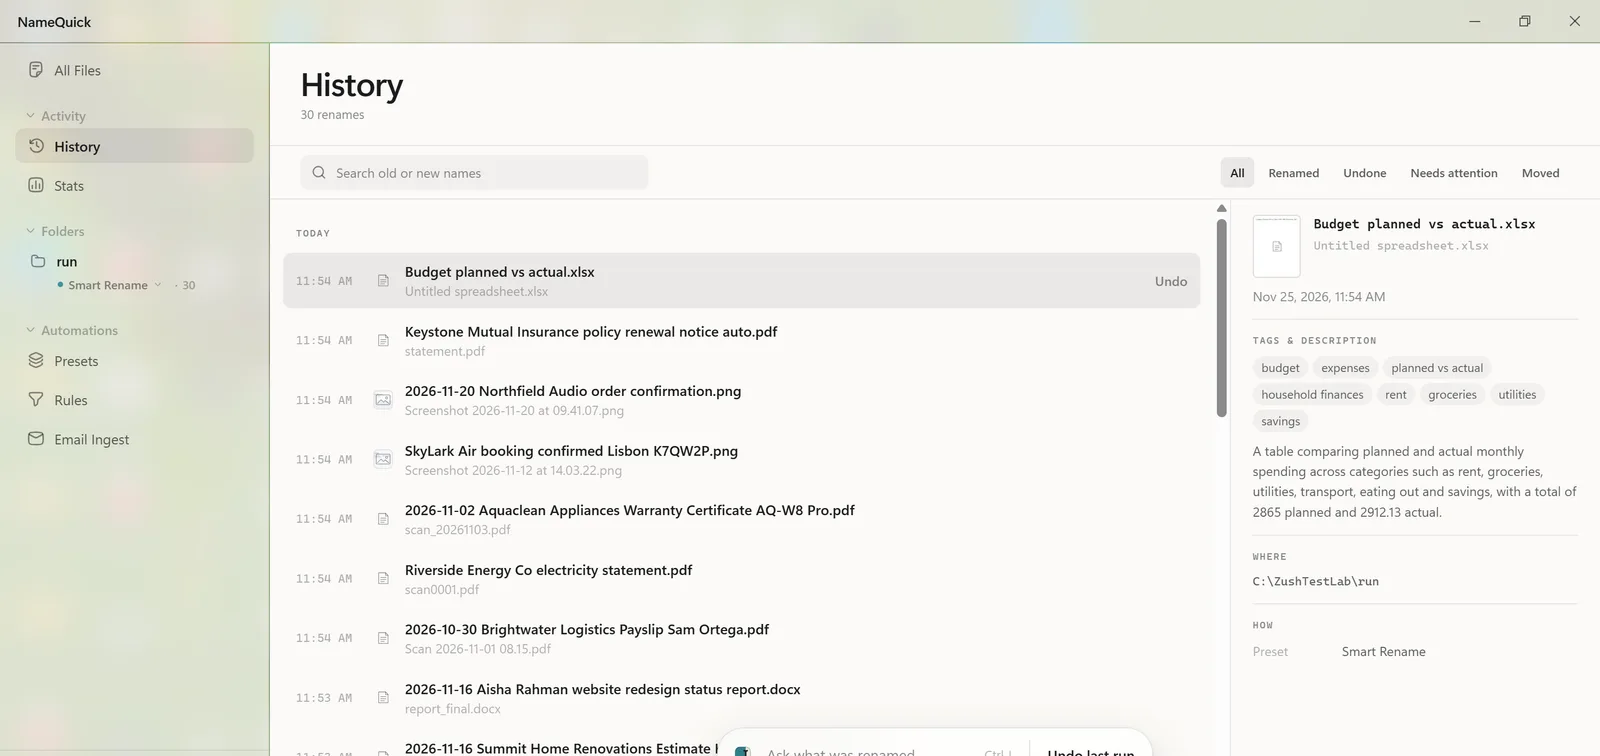 NameQuick
All Files
Activity
History
Stats
Folders
run
Smart Rename · 30
Automations
Presets
Rules
Email Ingest
History
30 renames
Search old or new names
All Renamed Undone Needs attention Moved
TODAY
11:54 AM Budget planned vs actual.xlsx Undo
Untitled spreadsheet.xlsx
11:54 AM Keystone Mutual Insurance policy renewal notice auto.pdf
statement.pdf
11:54 AM 2026-11-20 Northfield Audio order confirmation.png
Screenshot 2026-11-20 at 09.41.07.png
11:54 AM SkyLark Air booking confirmed Lisbon K7QW2P.png
Screenshot 2026-11-12 at 14.03.22.png
11:54 AM 2026-11-02 Aquaclean Appliances Warranty Certificate AQ-W8 Pro.pdf
scan_20261103.pdf
11:54 AM Riverside Energy Co electricity statement.pdf
scan0001.pdf
11:54 AM 2026-10-30 Brightwater Logistics Payslip Sam Ortega.pdf
Scan 2026-11-01 08.15.pdf
11:53 AM 2026-11-16 Aisha Rahman website redesign status report.docx
report_final.docx
11:53 AM 2026-11-16 Summit Home Renovations Estimate
Ask what was renamed Undo last run
Budget planned vs actual.xlsx
Untitled spreadsheet.xlsx
Nov 25, 2026, 11:54 AM
TAGS & DESCRIPTION
budget expenses planned vs actual
household finances rent groceries utilities
savings
A table comparing planned and actual monthly
spending across categories such as rent, groceries,
utilities, transport, eating out and savings, with a total of
2865 planned and 2912.13 actual.
WHERE
C:\ZushTestLab\run
HOW
Preset Smart Rename